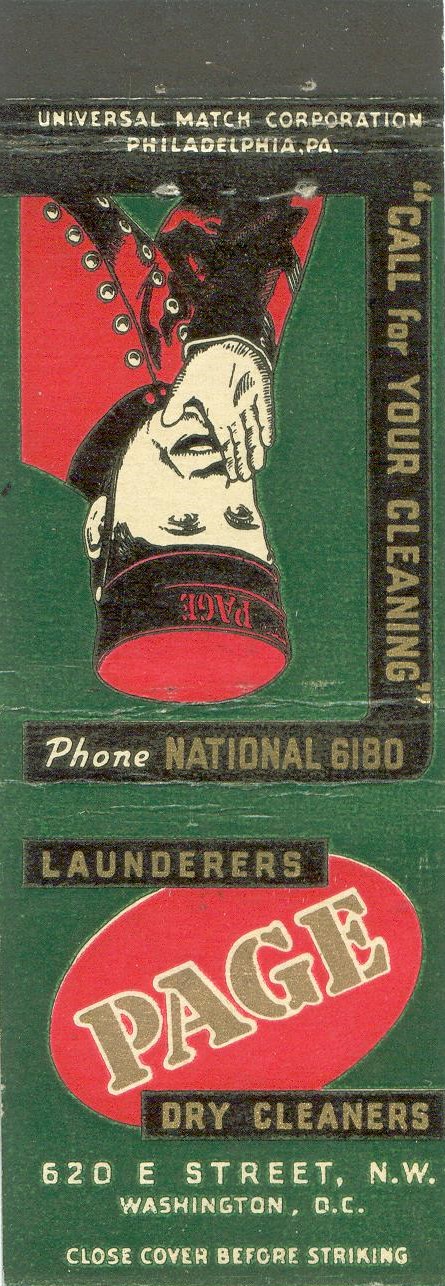 UNIVERSAL MATCH CORPORATION
PHILADELPHIA, PA.
"CALL for YOUR CLEANING"
PAGE
Phone NATIONAL 6180
LAUNDERERS
PAGE
DRY CLEANERS
620 E STREET, N.W.
WASHINGTON, D.C.
CLOSE COVER BEFORE STRIKING